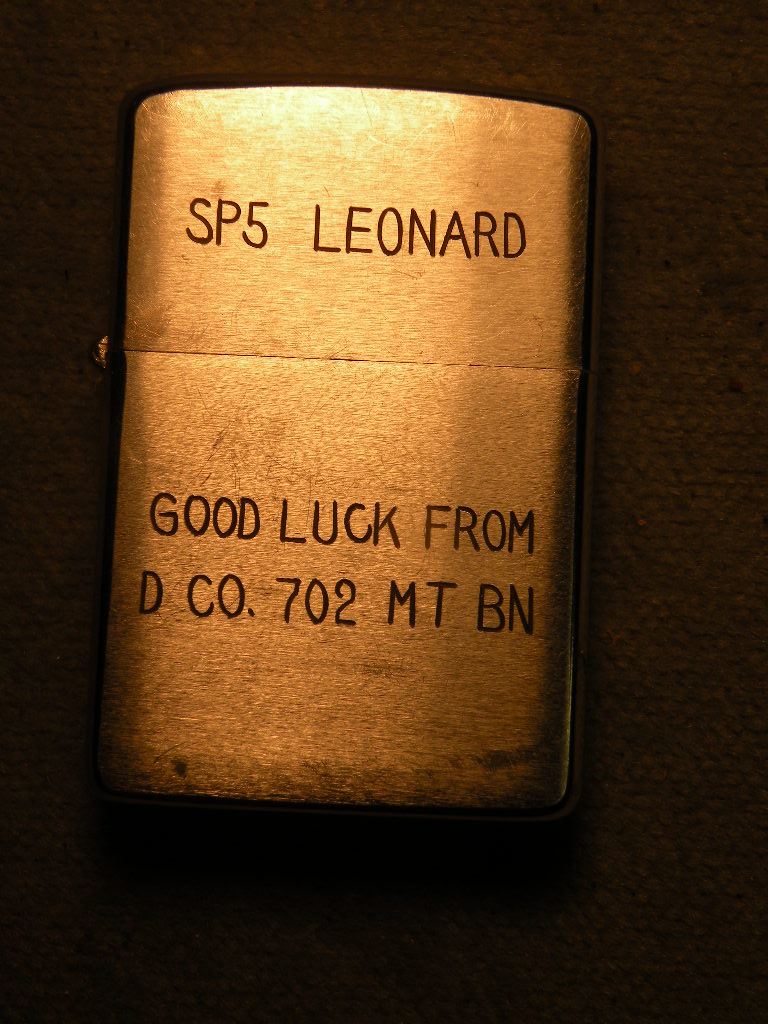 SP5 LEONARD
GOOD LUCK FROM
D CO. 702 MT BN